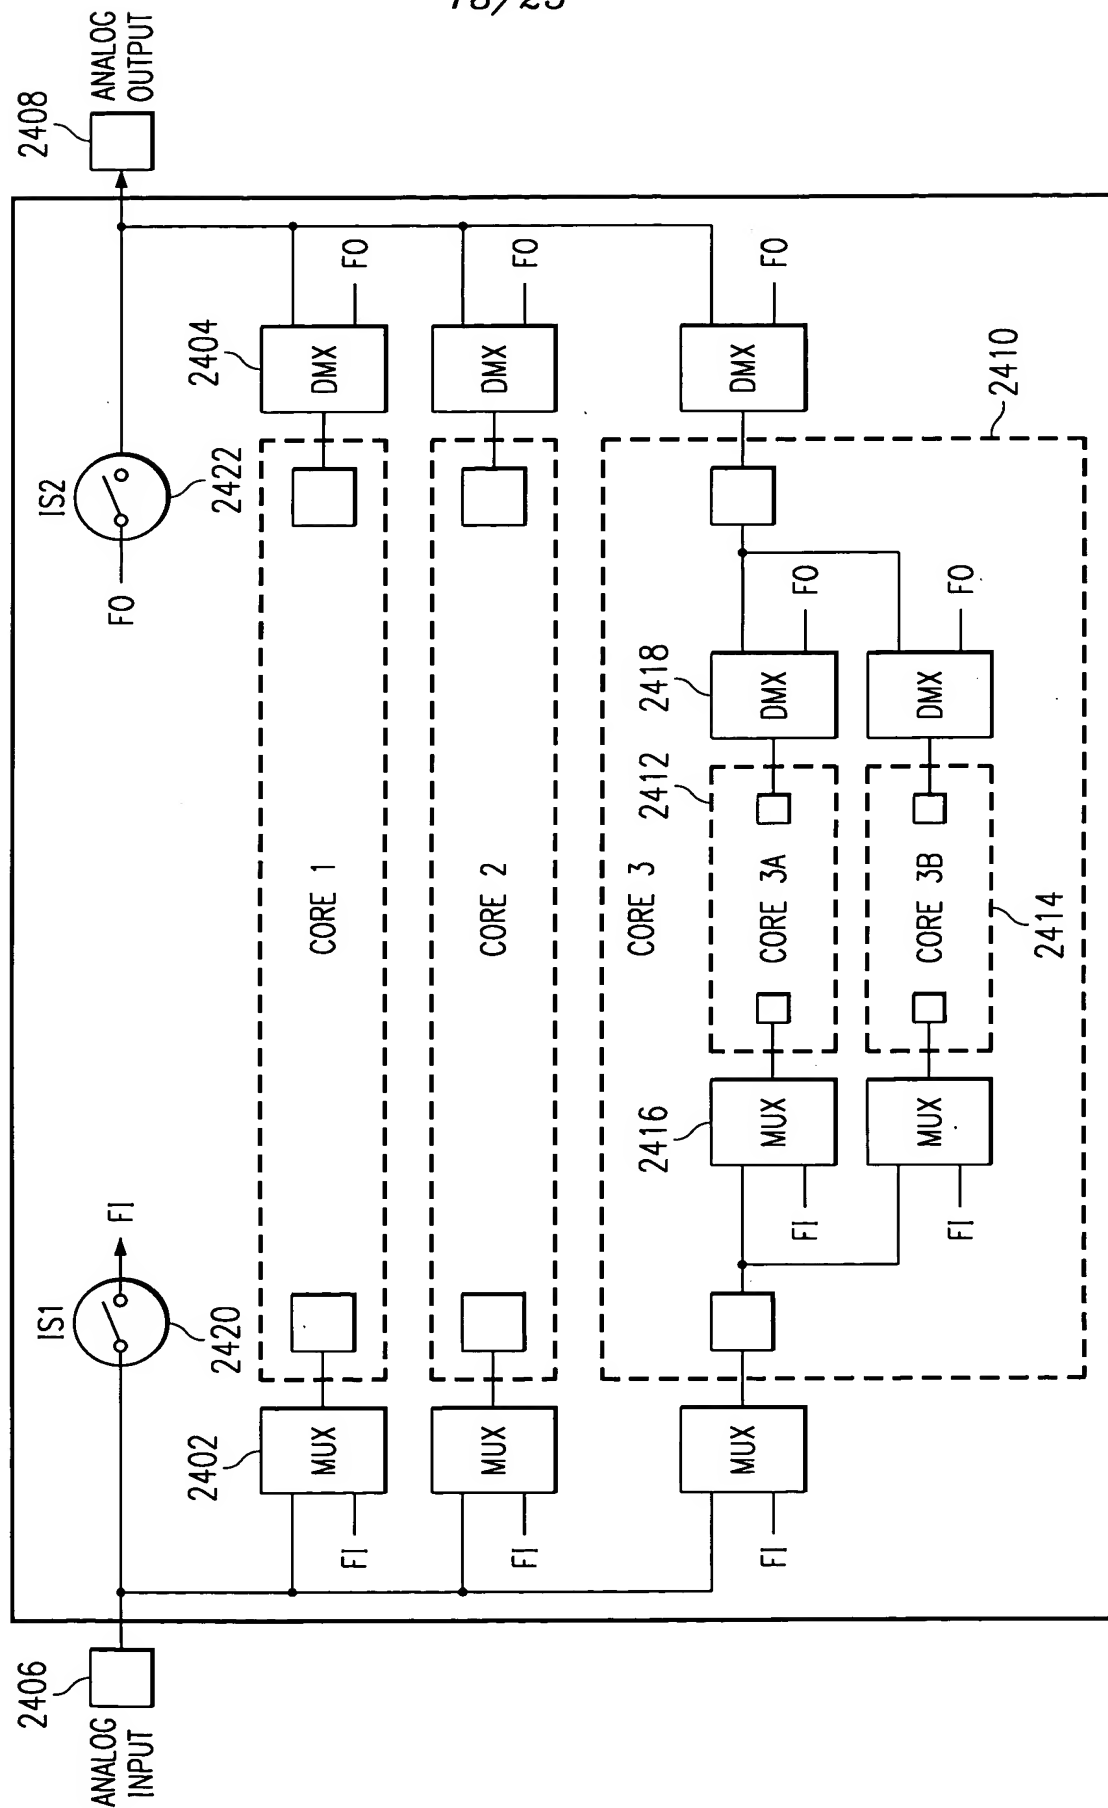 2406
IS1
IS2
2408
ANALOG
INPUT
FI
FO
ANALOG
OUTPUT
2420
2422
2402
2404
MUX
CORE 1
DMX
FI
FO
MUX
CORE 2
DMX
FI
FO
CORE 3
2416
2412
2418
MUX
MUX
CORE 3A
DMX
DMX
FI
FI
FO
FO
MUX
CORE 3B
DMX
FI
FO
2414
2410